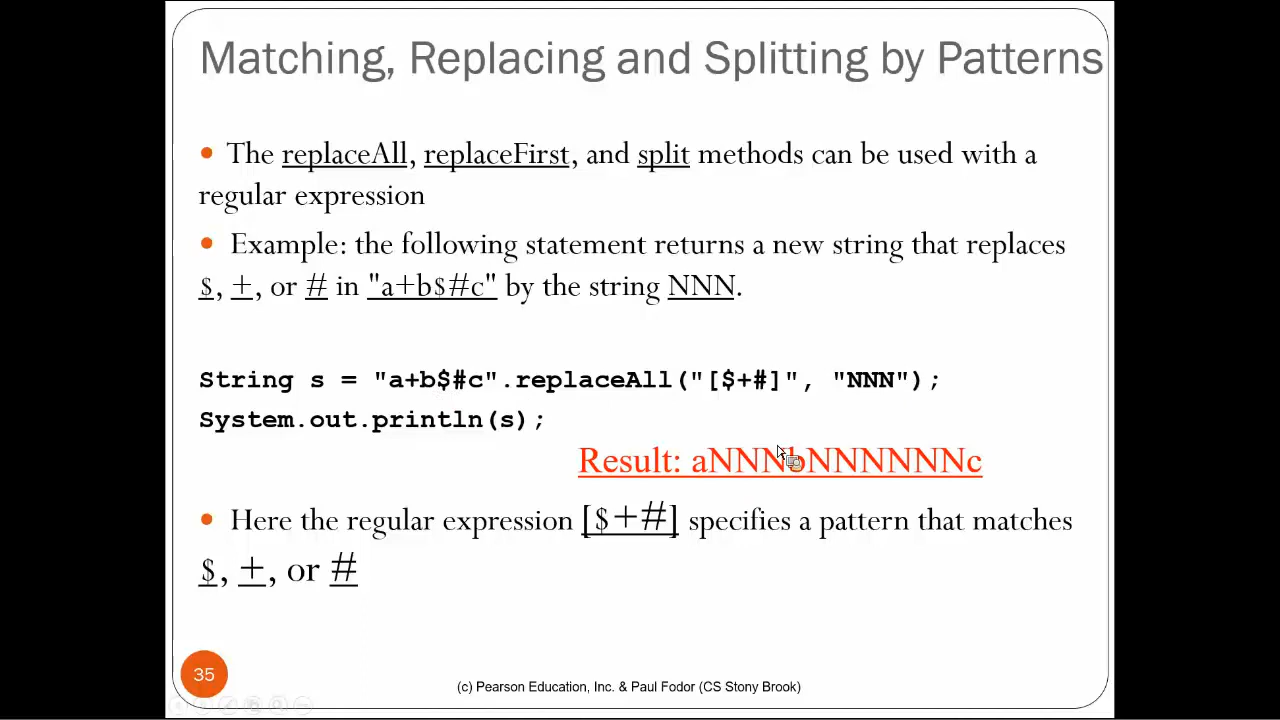 Matching, Replacing and Splitting by Patterns
• The replaceAll, replaceFirst, and split methods can be used with a
regular expression
• Example: the following statement returns a new string that replaces
$, +, or # in "a+b$#c" by the string NNN.
String s = "a+b$#c".replaceAll("[$+#]", "NNN");
System.out.println(s);
Result: aNNNbNNNNNNc
• Here the regular expression [$+#] specifies a pattern that matches
$, +, or #
35
(c) Pearson Education, Inc. & Paul Fodor (CS Stony Brook)